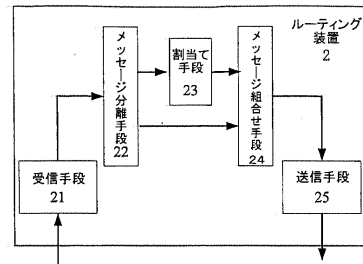 ルーティング
装置
2
メッセージ分離手段
22
割当て
手段
23
メッセージ組合せ手段
24
受信手段
21
送信手段
25